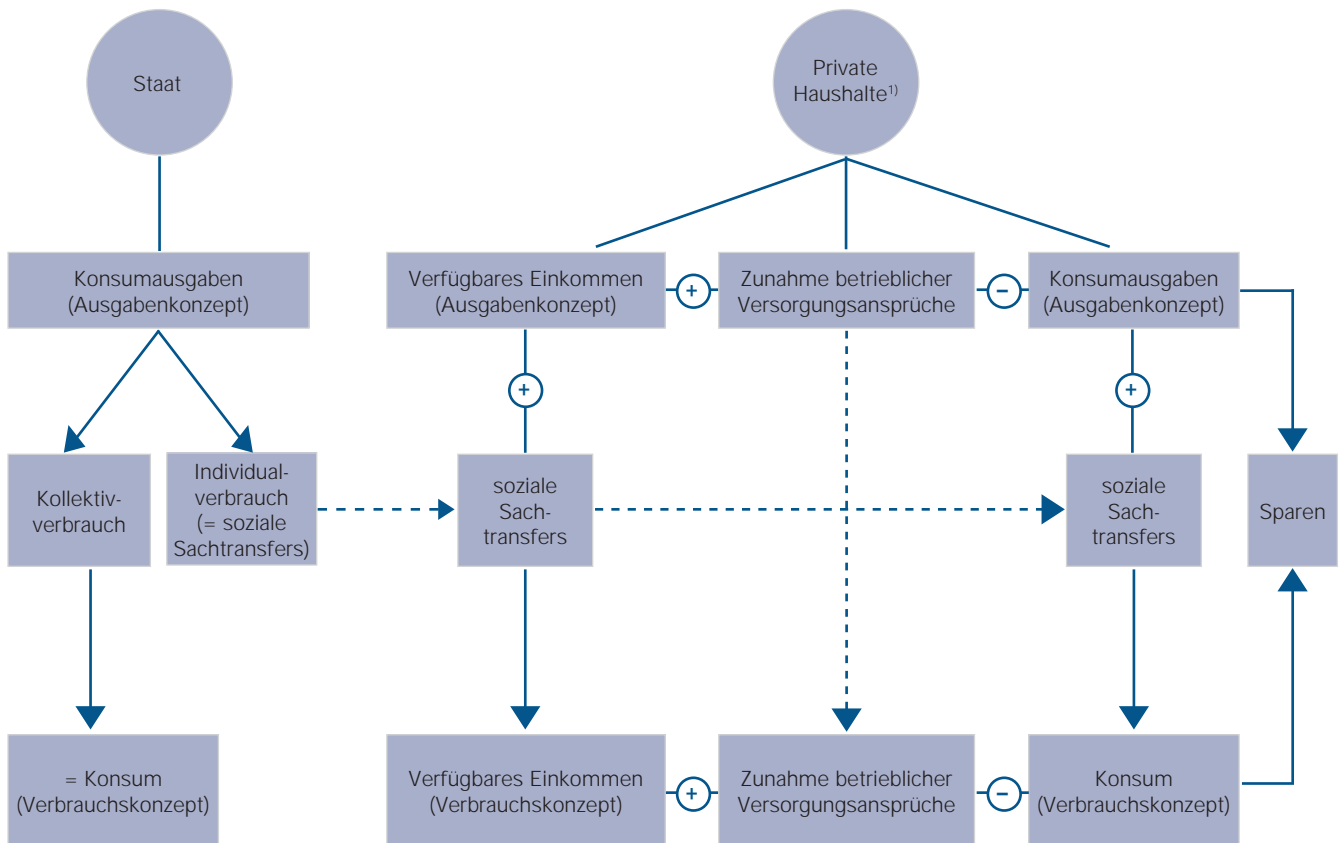 Staat
Private
Haushalte¹⁾
Konsumausgaben
(Ausgabenkonzept)
Verfügbares Einkommen
(Ausgabenkonzept)
+
Zunahme betrieblicher
Versorgungsansprüche
−
Konsumausgaben
(Ausgabenkonzept)
+
+
Kollektiv-
verbrauch
Individual-
verbrauch
(= soziale
Sachtransfers)
soziale
Sach-
transfers
soziale
Sach-
transfers
Sparen
= Konsum
(Verbrauchskonzept)
Verfügbares Einkommen
(Verbrauchskonzept)
+
Zunahme betrieblicher
Versorgungsansprüche
−
Konsum
(Verbrauchskonzept)